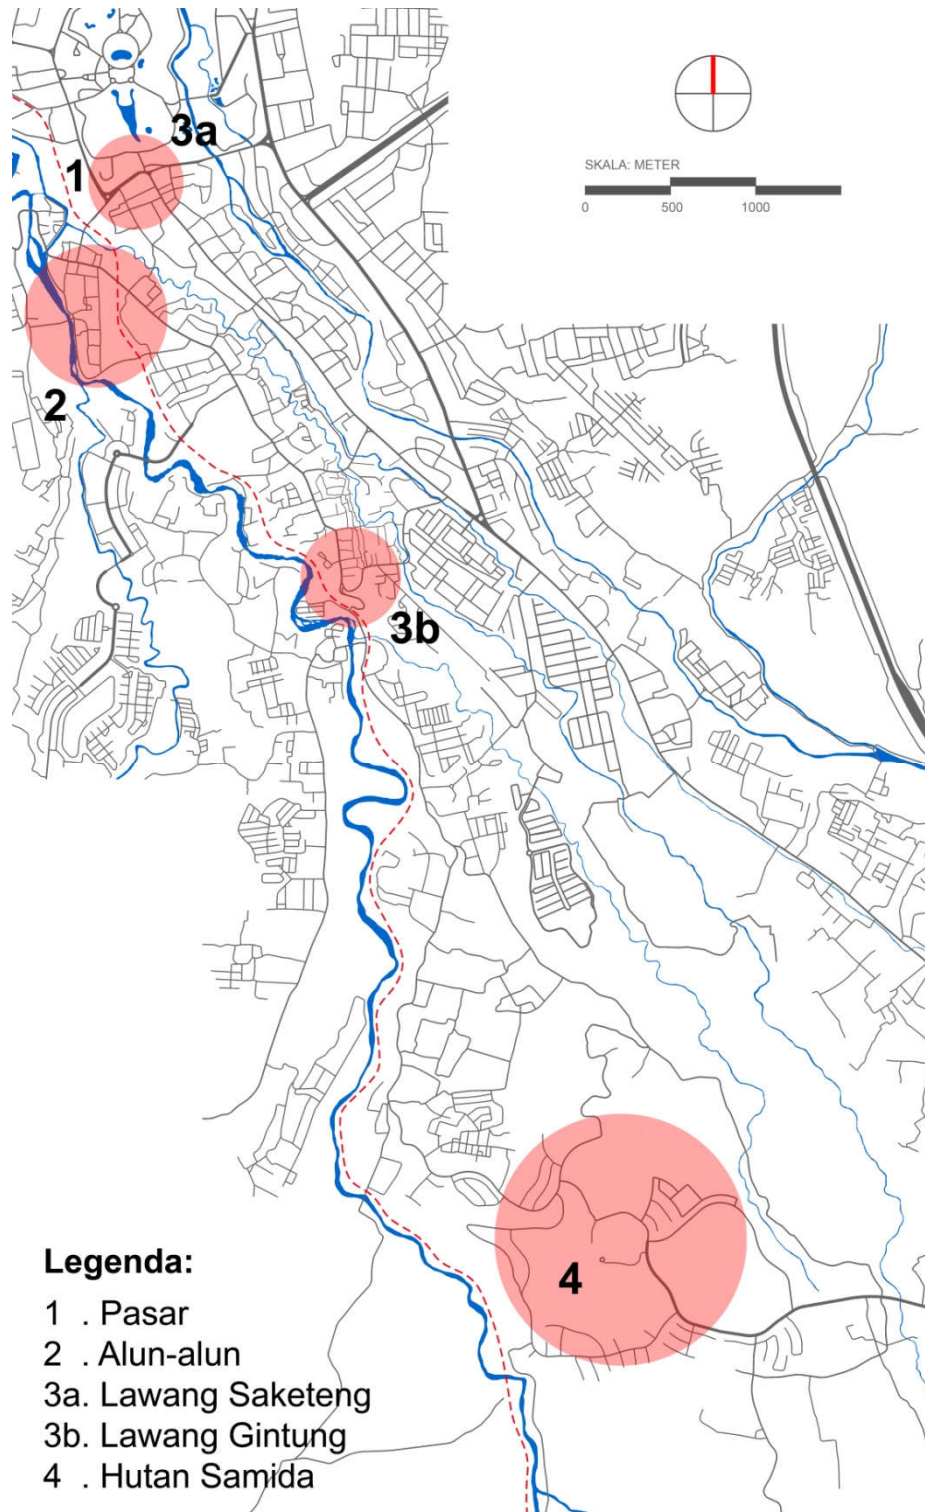 3a
1
SKALA: METER
0 500 1000
2
3b
4
Legenda:
1 . Pasar
2 . Alun-alun
3a. Lawang Saketeng
3b. Lawang Gintung
4 . Hutan Samida